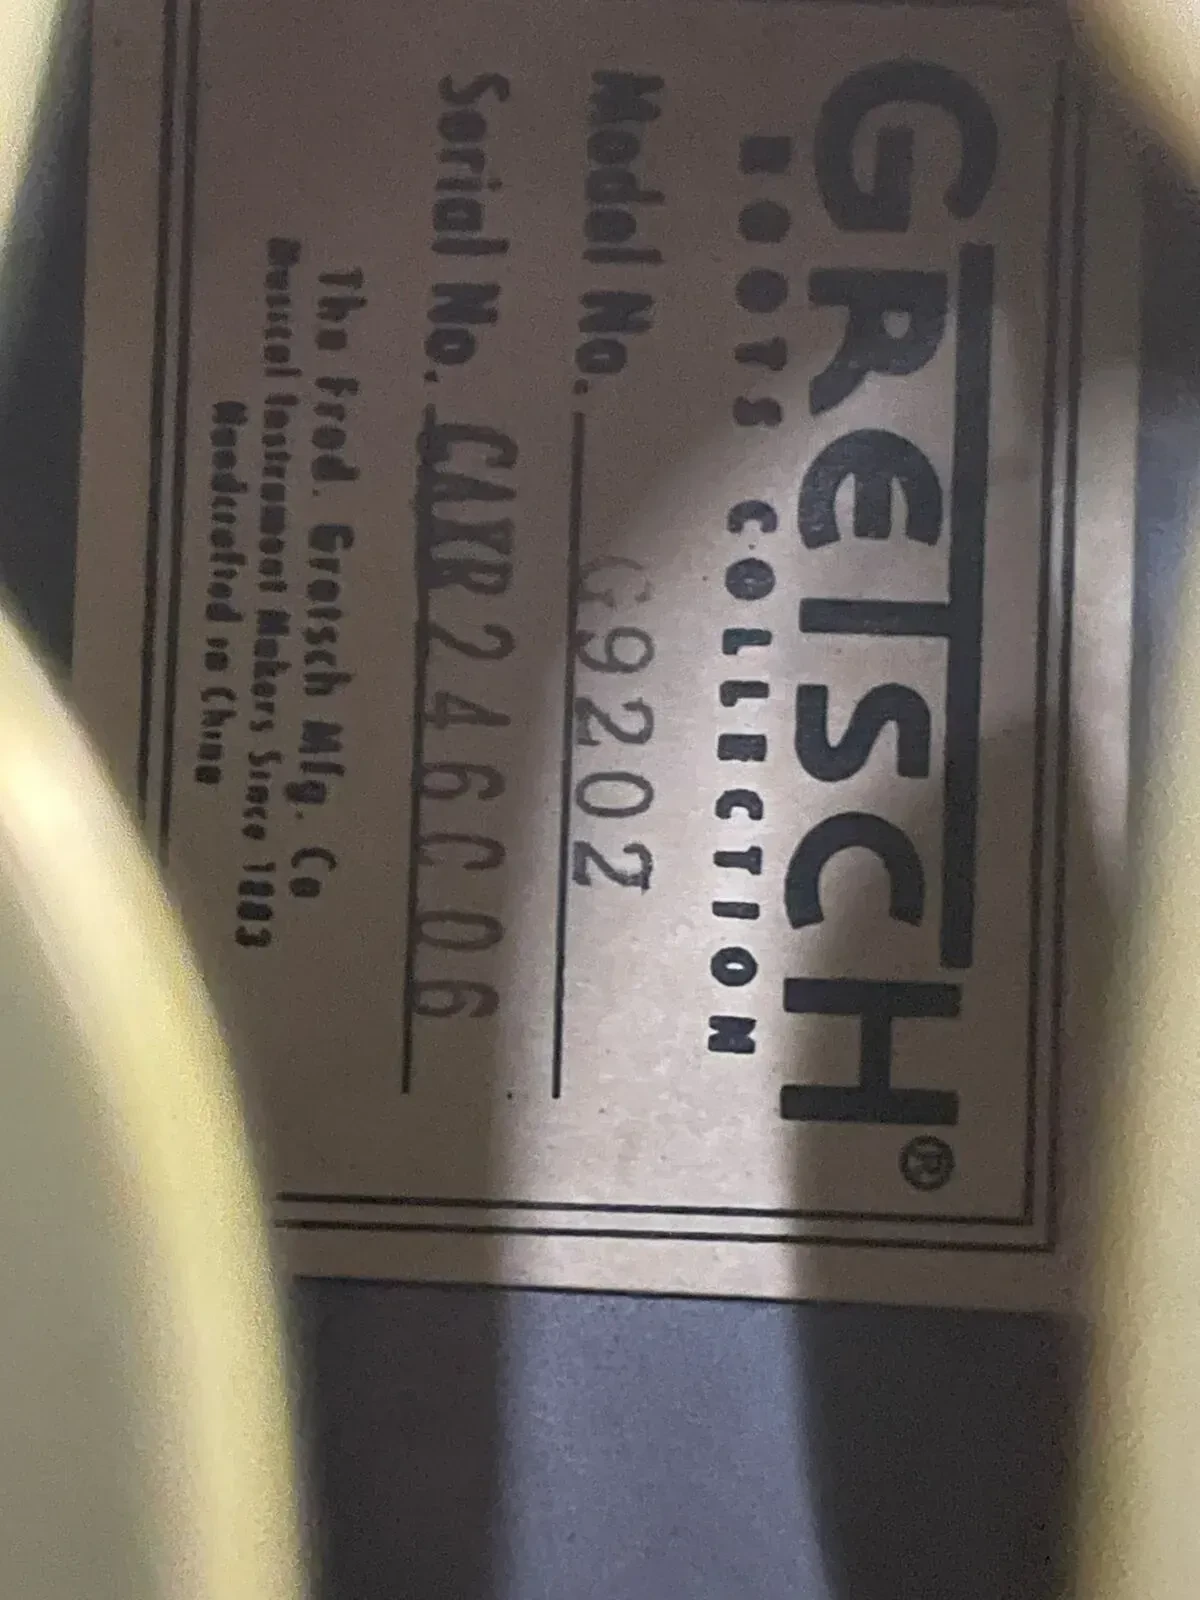 GRETSCH®
ROOTS COLLECTION
Model No. G9202
Serial No. CAXR246C06
The Fred. Gretsch Mfg. Co
Musical Instrument Makers Since 1883
Handcrafted in China